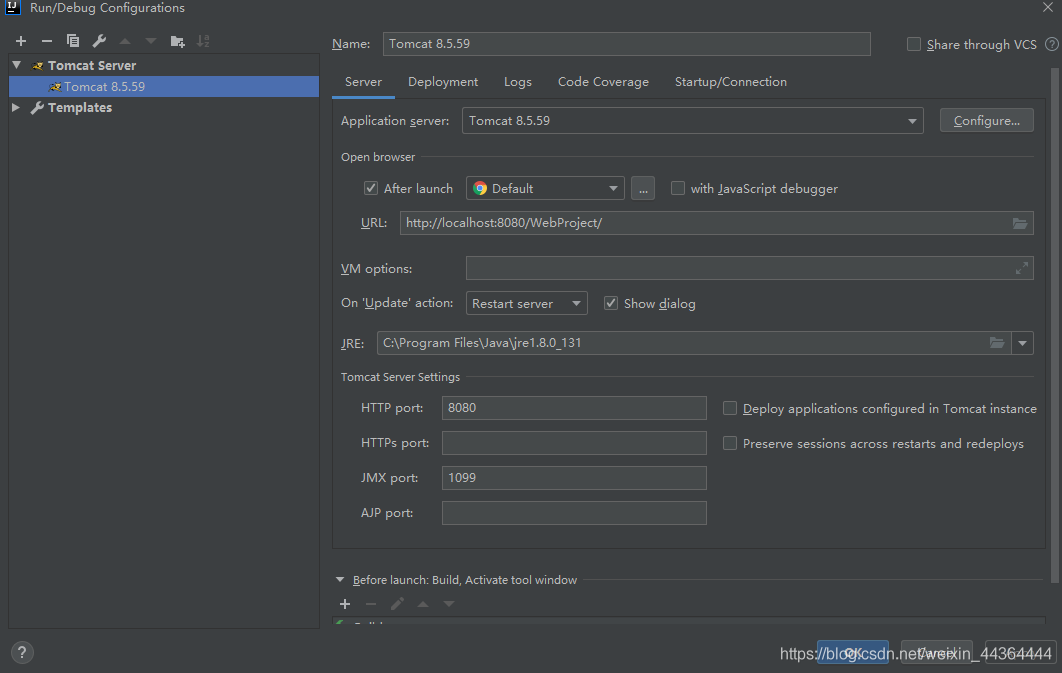 Run/Debug Configurations
Name: Tomcat 8.5.59 Share through VCS ?
Tomcat Server
Tomcat 8.5.59
Templates
Server Deployment Logs Code Coverage Startup/Connection
Application server: Tomcat 8.5.59 Configure...
Open browser
After launch Default ... with JavaScript debugger
URL: http://localhost:8080/WebProject/
VM options:
On 'Update' action: Restart server Show dialog
JRE: C:\Program Files\Java\jre1.8.0_131
Tomcat Server Settings
HTTP port: 8080 Deploy applications configured in Tomcat instance
HTTPs port: Preserve sessions across restarts and redeploys
JMX port: 1099
AJP port:
Before launch: Build, Activate tool window
? OK Cancel
https://blog.csdn.net/weixin_44364444